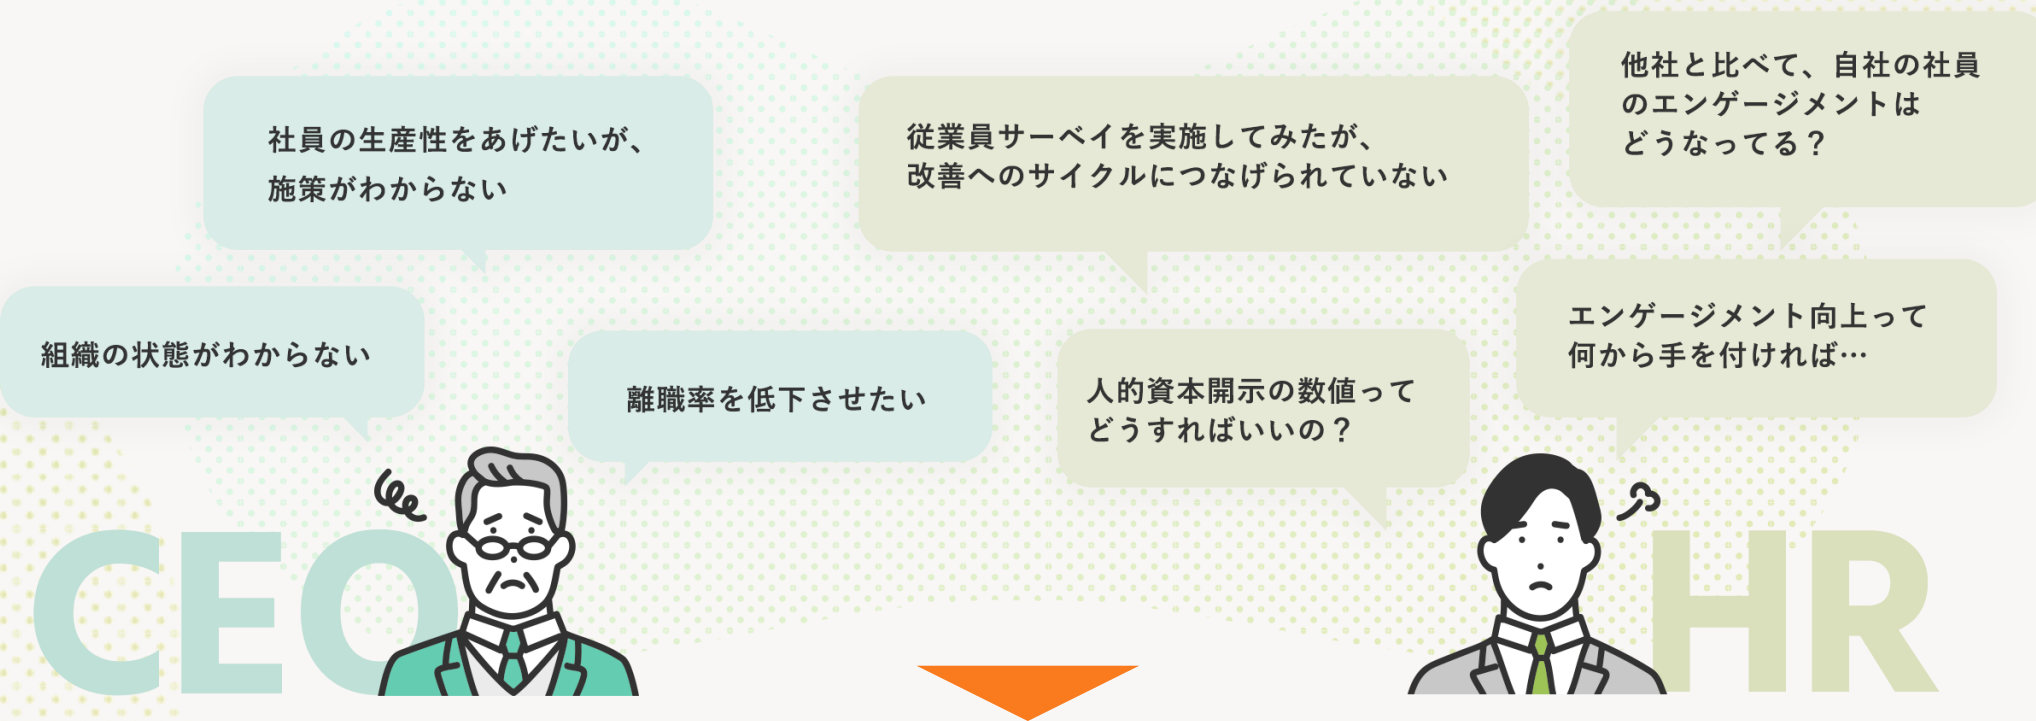 社員の生産性をあげたいが、
施策がわからない
組織の状態がわからない
離職率を低下させたい
従業員サーベイを実施してみたが、
改善へのサイクルにつなげられていない
他社と比べて、自社の社員
のエンゲージメントは
どうなってる？
人的資本開示の数値って
どうすればいいの？
エンゲージメント向上って
何から手を付ければ…
CEO
HR